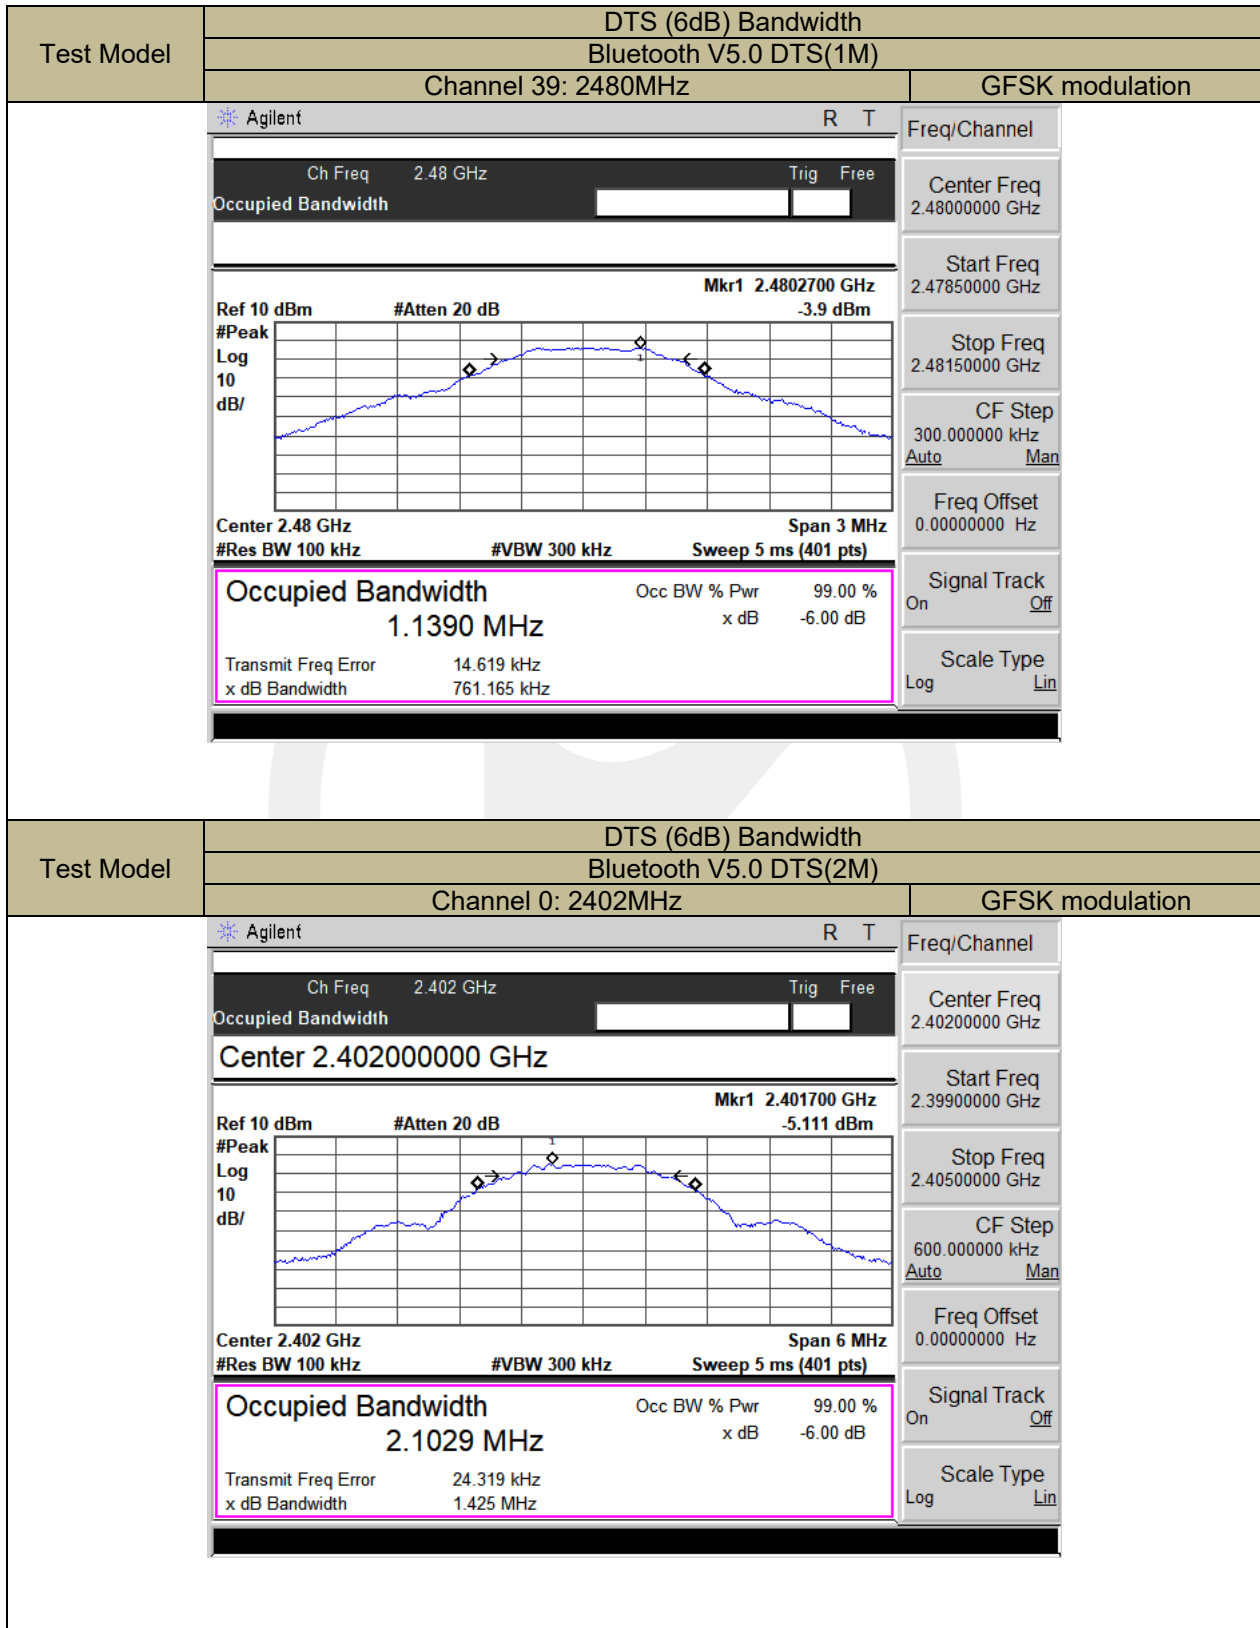 DTS (6dB) Bandwidth
Test Model
Bluetooth V5.0 DTS(1M)
Channel 39: 2480MHz GFSK modulation
Agilent R T
Freq/Channel
Ch Freq 2.48 GHz Trig Free
Occupied Bandwidth
Center Freq
2.48000000 GHz
Start Freq
2.47850000 GHz
Mkr1 2.4802700 GHz
Ref 10 dBm #Atten 20 dB -3.9 dBm
#Peak
Log
10
dB/
1
Stop Freq
2.48150000 GHz
CF Step
300.000000 kHz
Auto Man
Freq Offset
0.00000000 Hz
Center 2.48 GHz Span 3 MHz
#Res BW 100 kHz #VBW 300 kHz Sweep 5 ms (401 pts)
Occupied Bandwidth Occ BW % Pwr 99.00 %
1.1390 MHz x dB -6.00 dB
Transmit Freq Error 14.619 kHz
x dB Bandwidth 761.165 kHz
Signal Track
On Off
Scale Type
Log Lin
DTS (6dB) Bandwidth
Test Model
Bluetooth V5.0 DTS(2M)
Channel 0: 2402MHz GFSK modulation
Agilent R T
Freq/Channel
Ch Freq 2.402 GHz Trig Free
Occupied Bandwidth
Center 2.402000000 GHz
Center Freq
2.40200000 GHz
Start Freq
2.39900000 GHz
Mkr1 2.401700 GHz
Ref 10 dBm #Atten 20 dB -5.111 dBm
#Peak
Log
10
dB/
1
Stop Freq
2.40500000 GHz
CF Step
600.000000 kHz
Auto Man
Freq Offset
0.00000000 Hz
Center 2.402 GHz Span 6 MHz
#Res BW 100 kHz #VBW 300 kHz Sweep 5 ms (401 pts)
Occupied Bandwidth Occ BW % Pwr 99.00 %
2.1029 MHz x dB -6.00 dB
Transmit Freq Error 24.319 kHz
x dB Bandwidth 1.425 MHz
Signal Track
On Off
Scale Type
Log Lin